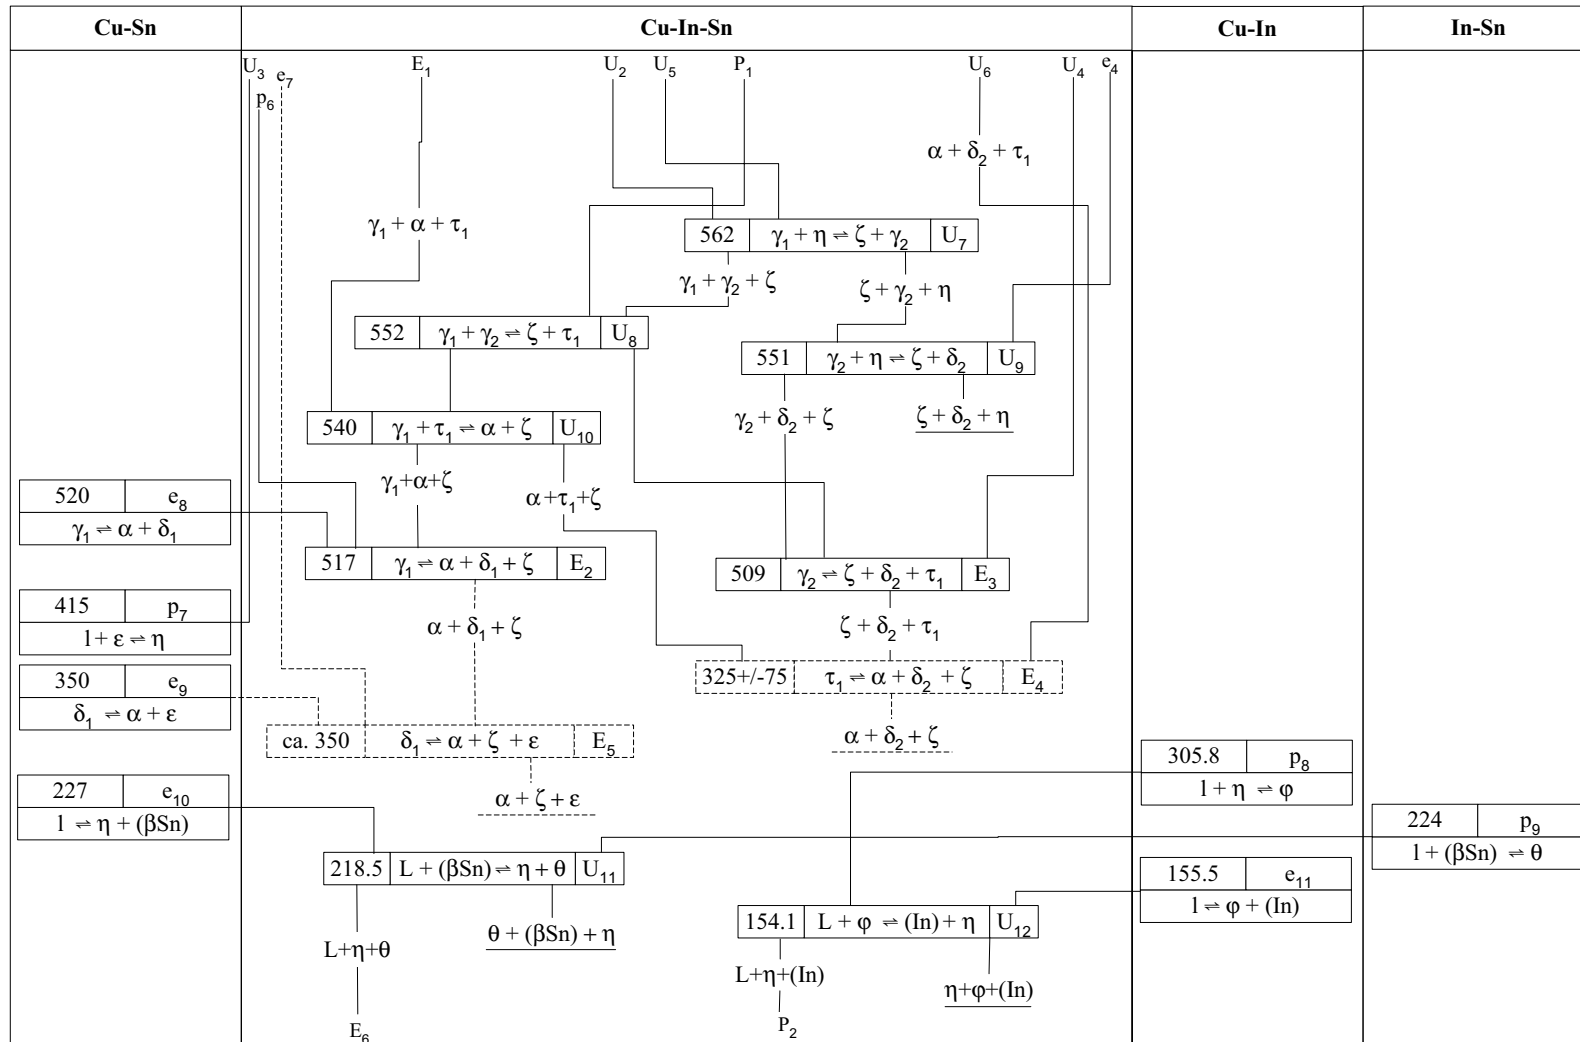 Cu-Sn Cu-In-Sn Cu-In In-Sn
U₃ e₇ E₁ U₂ U₅ P₁ U₆ U₄ e₄
p₆
α + δ₂ + τ₁
γ₁ + α + τ₁
562 γ₁ + η ⇌ ζ + γ₂ U₇
γ₁ + γ₂ + ζ ζ + γ₂ + η
552 γ₁ + γ₂ ⇌ ζ + τ₁ U₈
551 γ₂ + η ⇌ ζ + δ₂ U₉
γ₂ + δ₂ + ζ ζ + δ₂ + η
540 γ₁ + τ₁ ⇌ α + ζ U₁₀
γ₁+α+ζ α+τ₁+ζ
520 e₈
γ₁ ⇌ α + δ₁
517 γ₁ ⇌ α + δ₁ + ζ E₂
509 γ₂ ⇌ ζ + δ₂ + τ₁ E₃
415 p₇
l + ε ⇌ η
α + δ₁ + ζ ζ + δ₂ + τ₁
350 e₉
δ₁ ⇌ α + ε
325+/-75 τ₁ ⇌ α + δ₂ + ζ E₄
ca. 350 δ₁ ⇌ α + ζ + ε E₅
α + δ₂ + ζ
305.8 p₈
l + η ⇌ φ
227 e₁₀
l ⇌ η + (βSn)
α + ζ + ε
224 p₉
l + (βSn) ⇌ θ
218.5 L + (βSn) ⇌ η + θ U₁₁
155.5 e₁₁
l ⇌ φ + (In)
154.1 L + φ ⇌ (In) + η U₁₂
L+η+θ θ + (βSn) + η
L+η+(In) η+φ+(In)
E₆ P₂